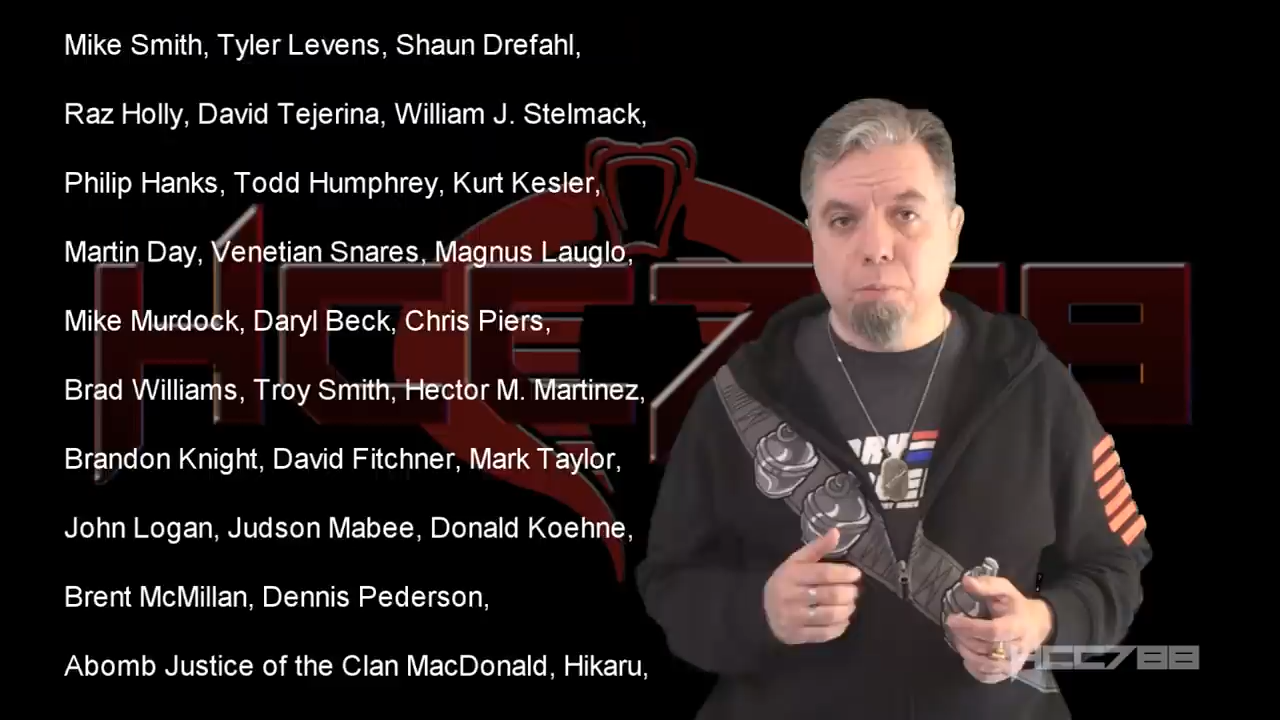 Mike Smith, Tyler Levens, Shaun Drefahl,
Raz Holly, David Tejerina, William J. Stelmack,
Philip Hanks, Todd Humphrey, Kurt Kesler,
Martin Day, Venetian Snares, Magnus Lauglo,
Mike Murdock, Daryl Beck, Chris Piers,
Brad Williams, Troy Smith, Hector M. Martinez,
Brandon Knight, David Fitchner, Mark Taylor,
John Logan, Judson Mabee, Donald Koehne,
Brent McMillan, Dennis Pederson,
Abomb Justice of the Clan MacDonald, Hikaru,
HCC788
HCC788